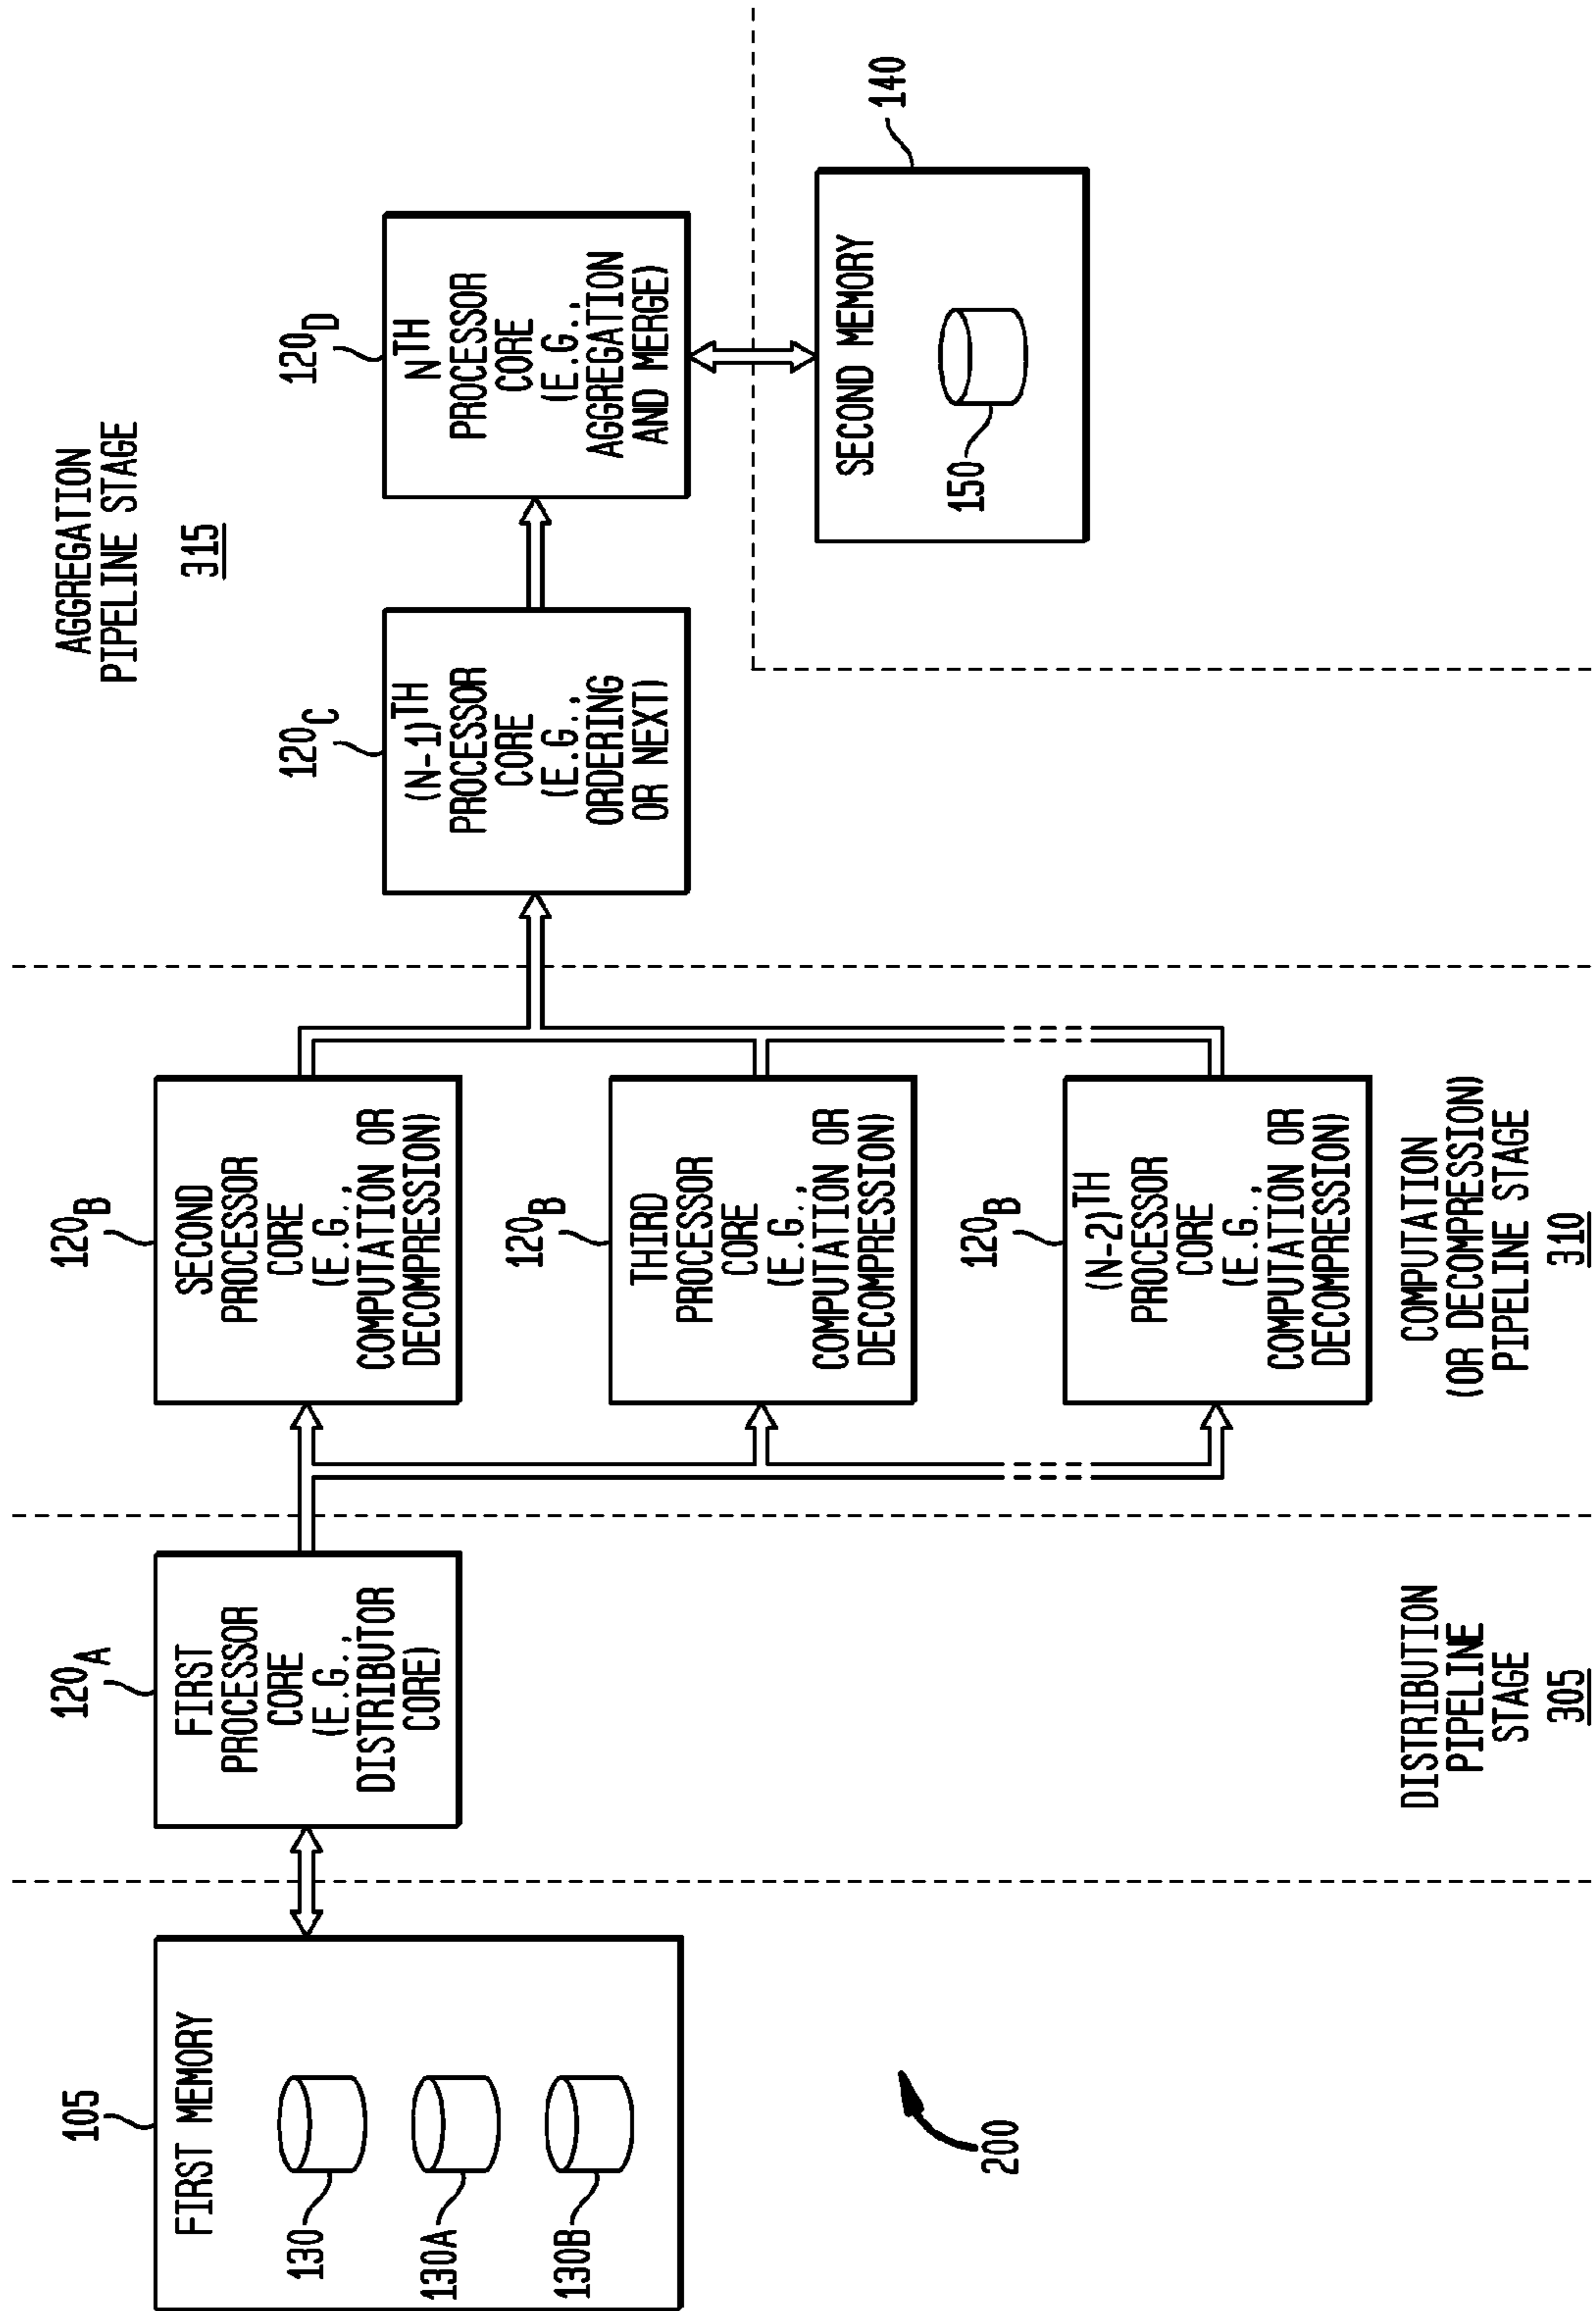 105
FIRST MEMORY
130
130A
130B
200
120A
FIRST
PROCESSOR
CORE
(E.G.,
DISTRIBUTOR
CORE)
DISTRIBUTION
PIPELINE
STAGE
305
120B
SECOND
PROCESSOR
CORE
(E.G.,
COMPUTATION OR
DECOMPRESSION)
120B
THIRD
PROCESSOR
CORE
(E.G.,
COMPUTATION OR
DECOMPRESSION)
120B
(N-2)TH
PROCESSOR
CORE
(E.G.,
COMPUTATION OR
DECOMPRESSION)
COMPUTATION
(OR DECOMPRESSION)
PIPELINE STAGE
310
AGGREGATION
PIPELINE STAGE
315
120C
(N-1)TH
PROCESSOR
CORE
(E.G.,
ORDERING
OR NEXT)
120D
NTH
PROCESSOR
CORE
(E.G.,
AGGREGATION
AND MERGE)
140
SECOND MEMORY
150